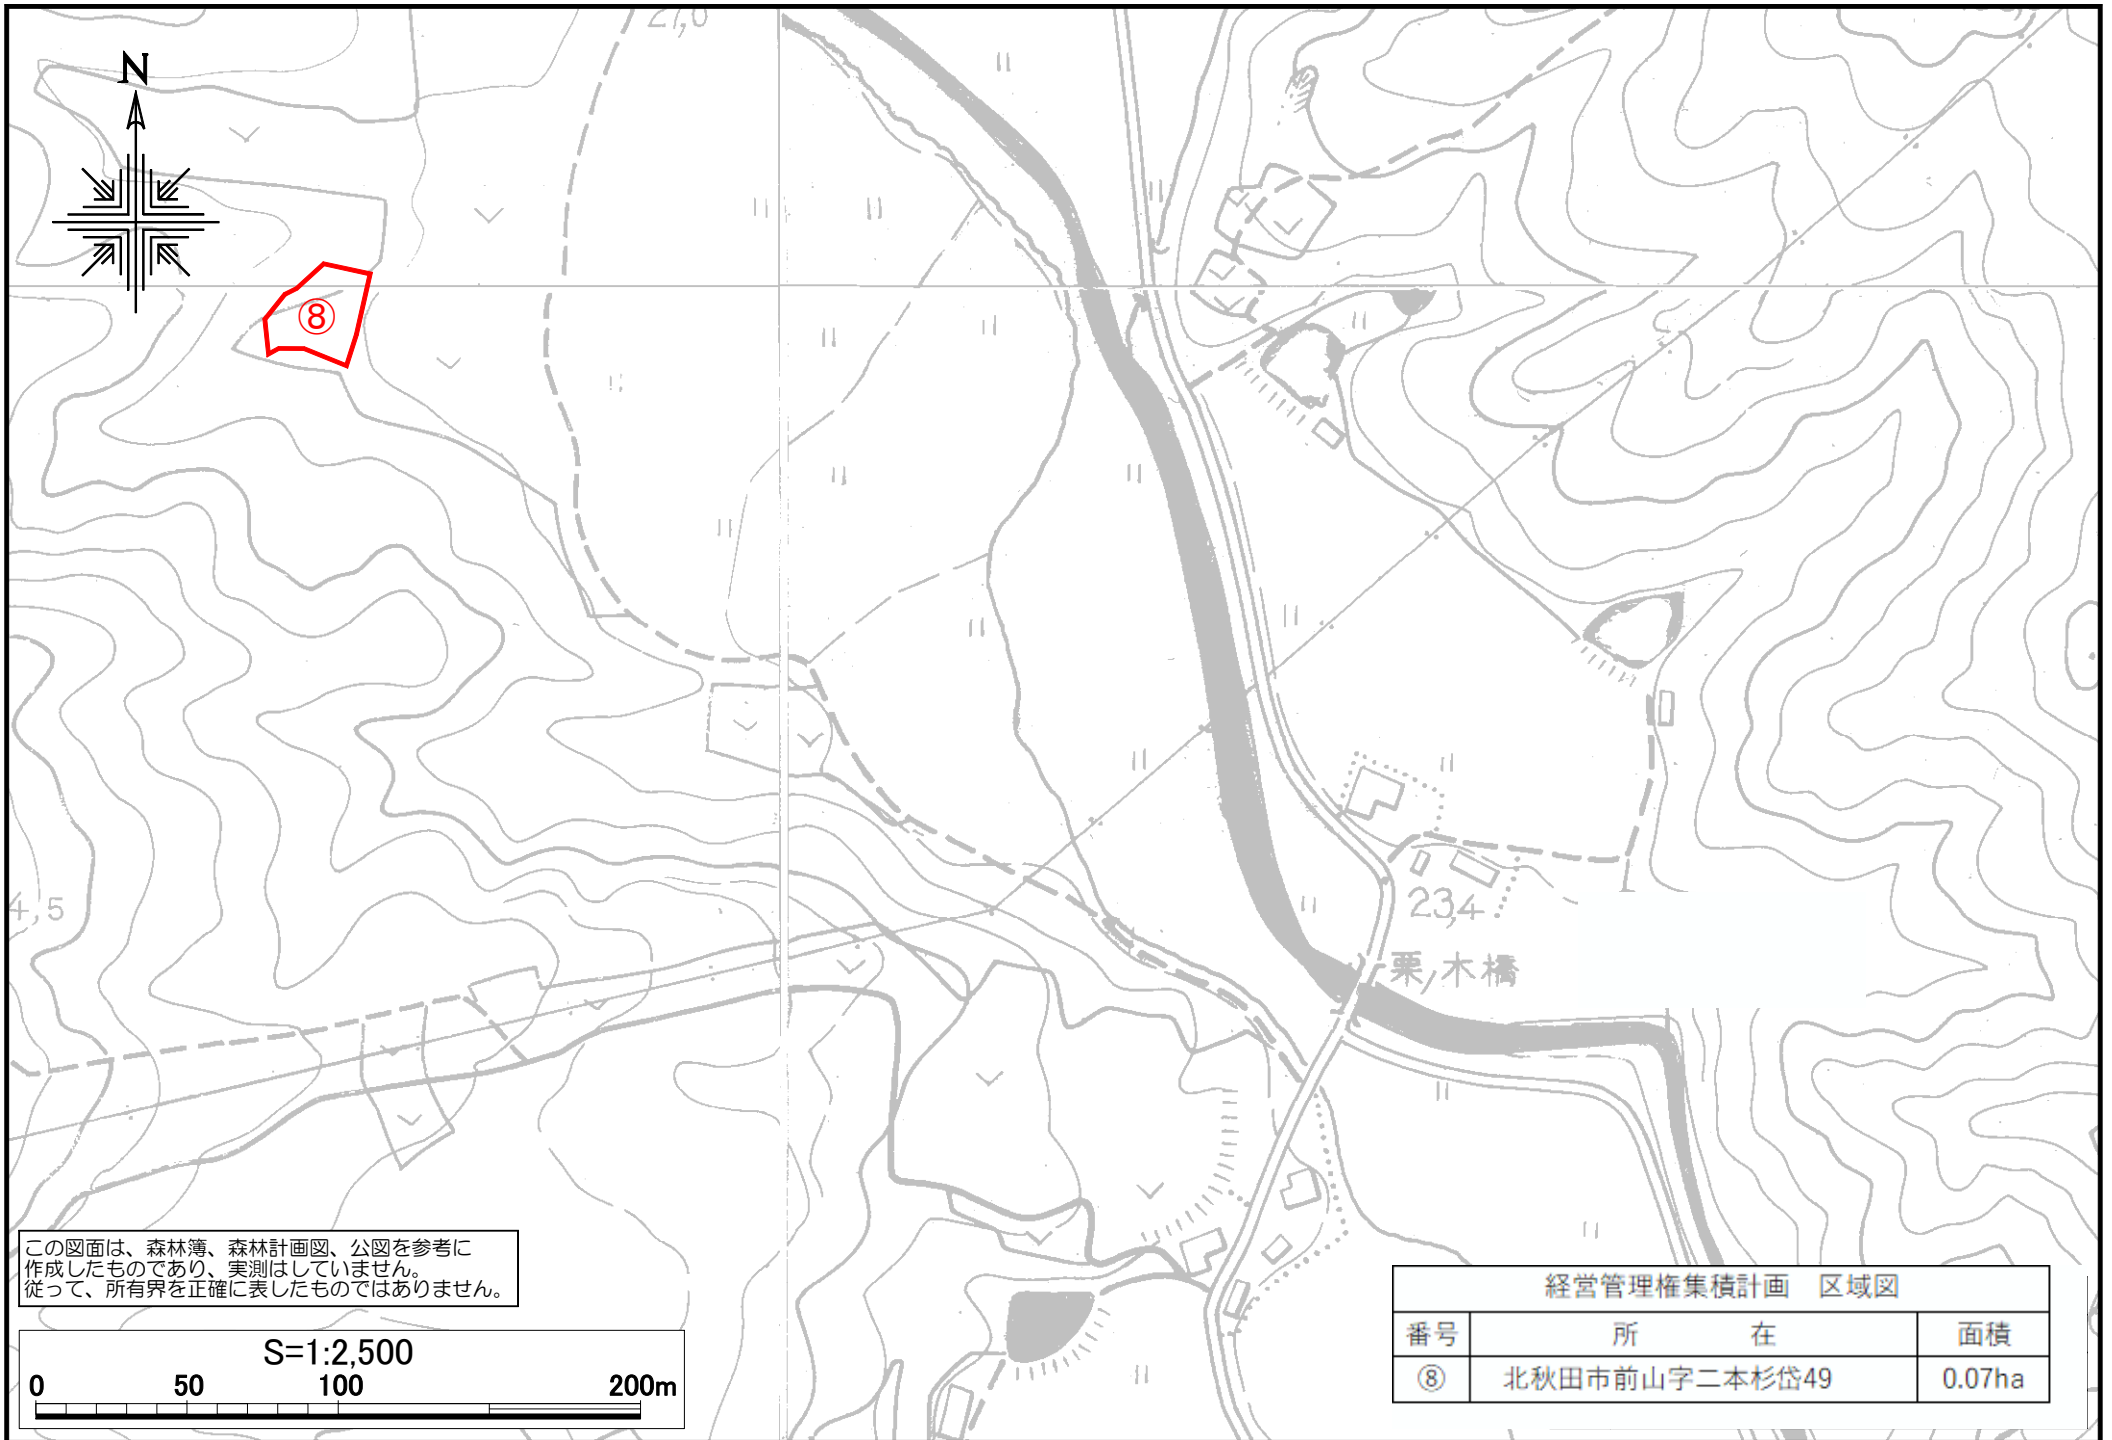 27,0
N
⑧
4,5
23,4
栗ノ木橋
この図面は、森林簿、森林計画図、公図を参考に
作成したものであり、実測はしていません。
従って、所有界を正確に表したものではありません。
S=1:2,500
0 50 100 200m
経営管理権集積計画 区域図
番号 所 在 面積
⑧ 北秋田市前山字二本杉岱49 0.07ha